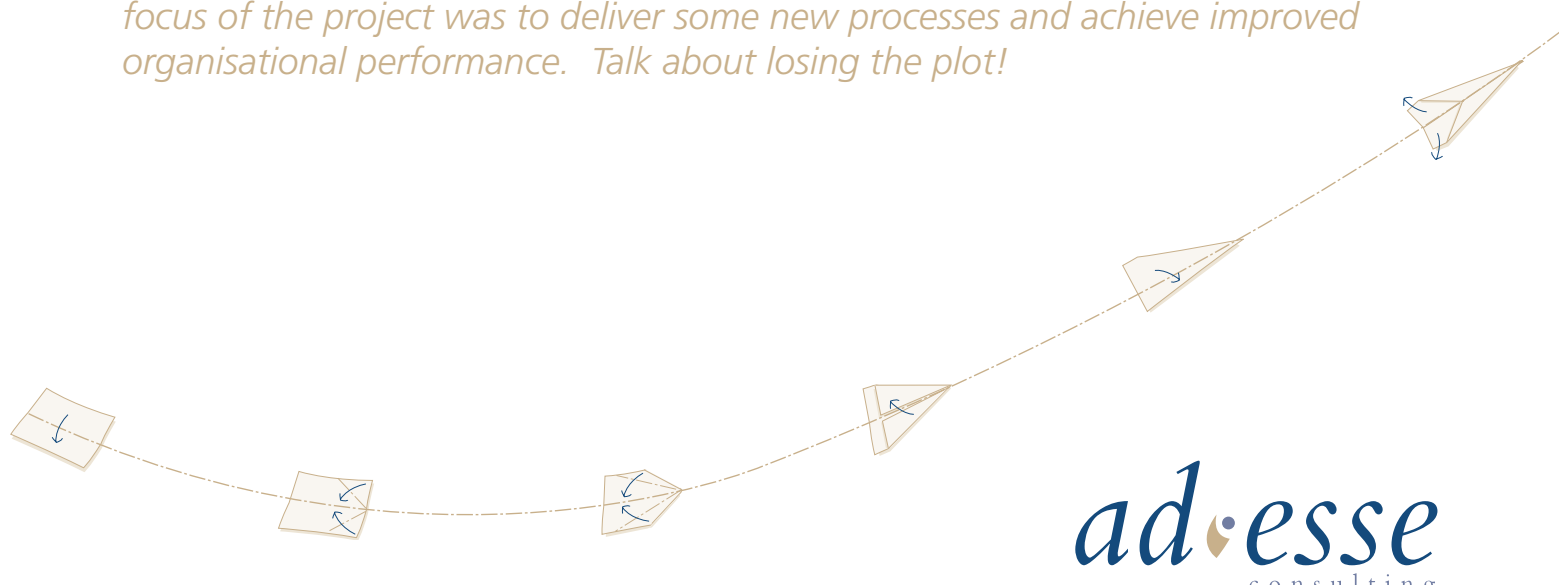 focus of the project was to deliver some new processes and achieve improved
organisational performance.  Talk about losing the plot!
ad esse
consulting